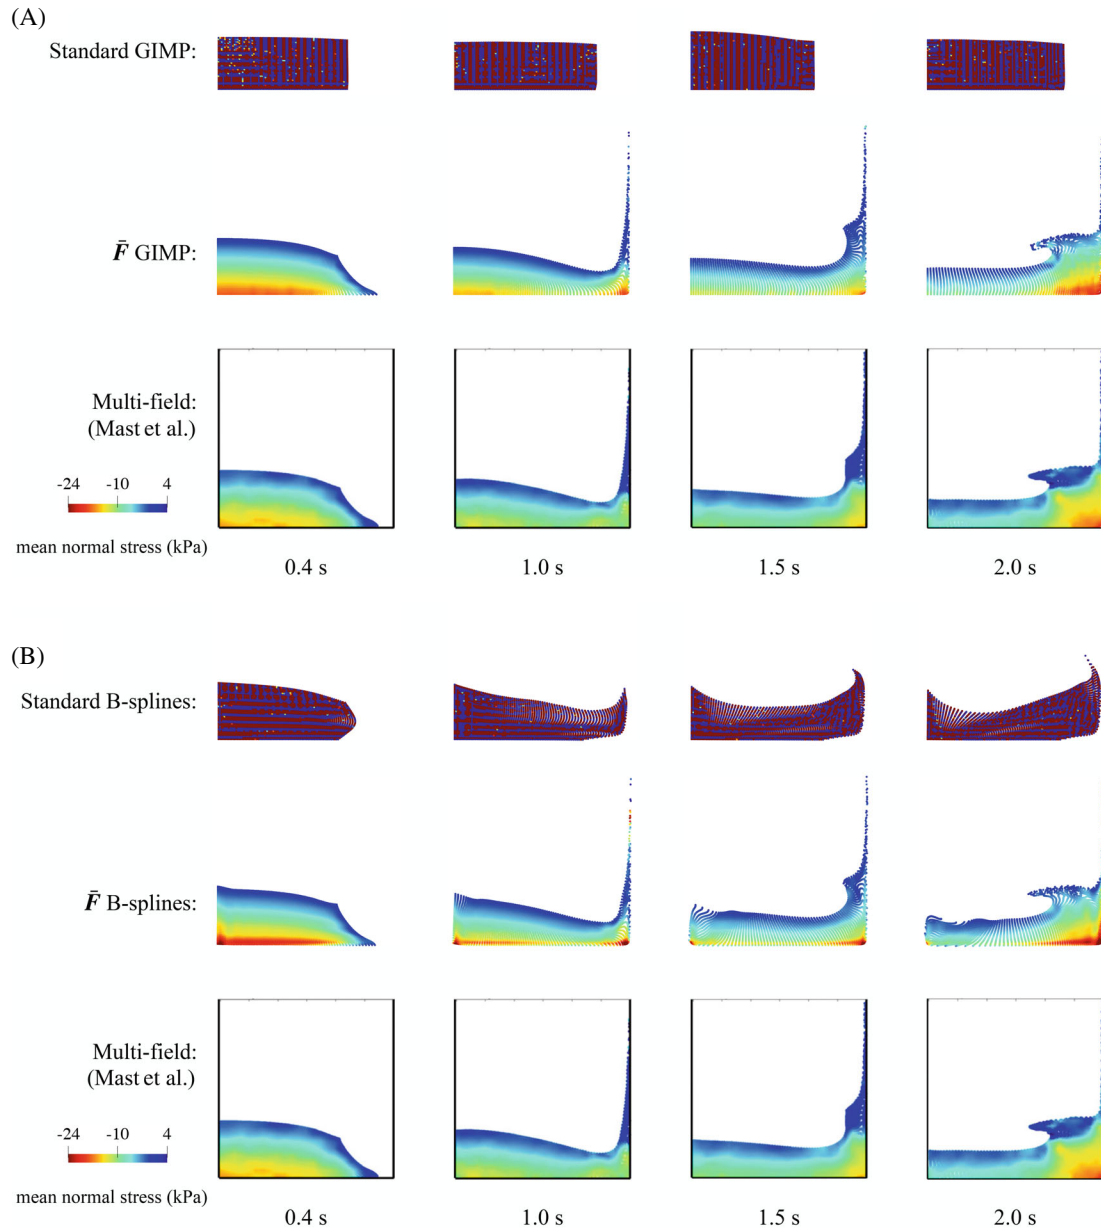 (A)
Standard GIMP:
F̄ GIMP:
Multi-field:
(Mast et al.)
-24 -10 4
mean normal stress (kPa)
0.4 s 1.0 s 1.5 s 2.0 s
(B)
Standard B-splines:
F̄ B-splines:
Multi-field:
(Mast et al.)
-24 -10 4
mean normal stress (kPa)
0.4 s 1.0 s 1.5 s 2.0 s